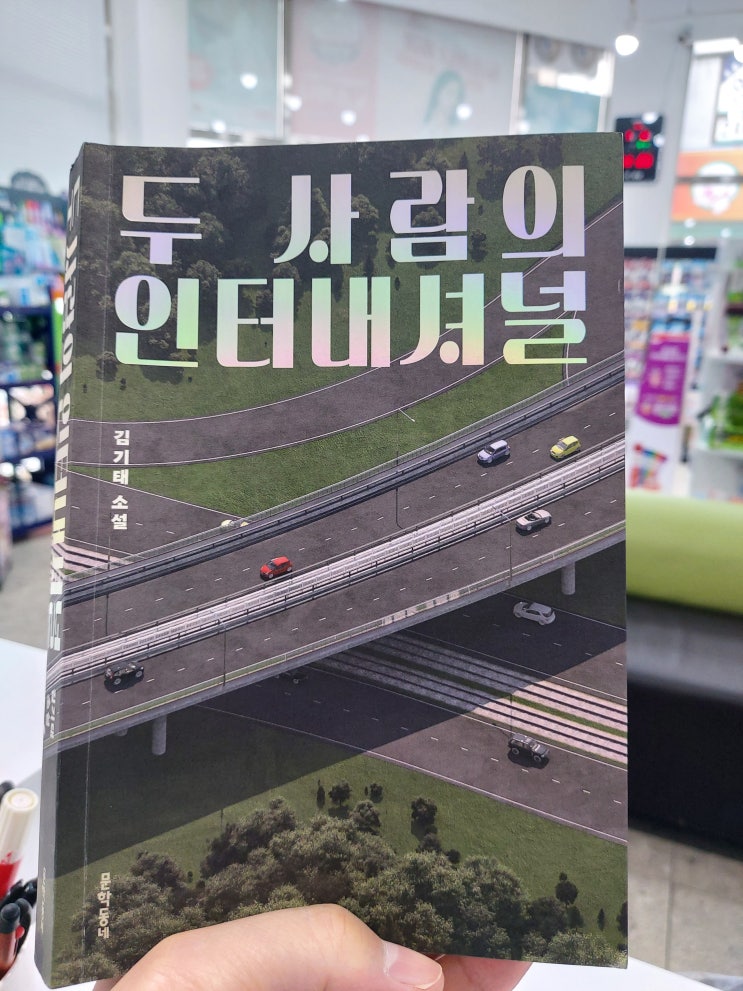 두 사람의
인터내셔널
김기태 소설
문학동네